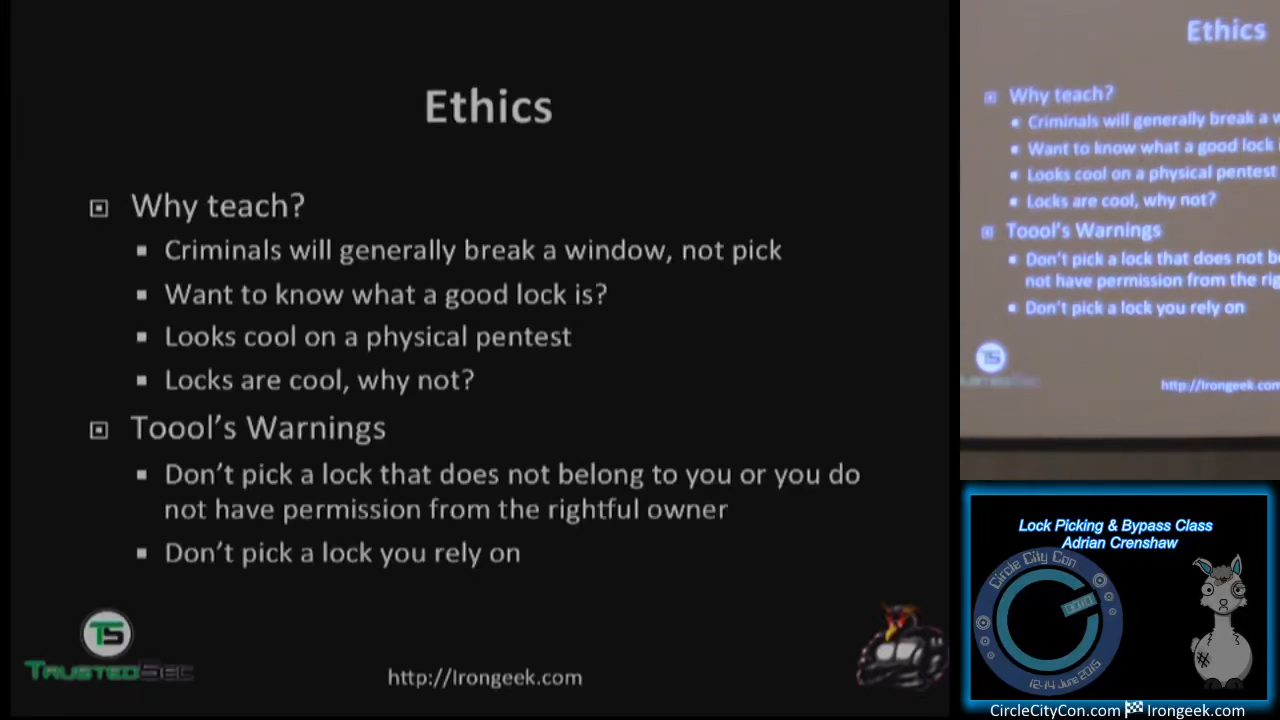 Ethics
Why teach?
Criminals will generally break a window, not pick
Want to know what a good lock is?
Looks cool on a physical pentest
Locks are cool, why not?
Toool's Warnings
Don't pick a lock that does not belong to you or you do
not have permission from the rightful owner
Don't pick a lock you rely on
TS
TRUSTEDSEC
http://Irongeek.com
Ethics
Why teach?
Criminals will generally break a w
Want to know what a good lock
Looks cool on a physical pentest
Locks are cool, why not?
Toool's Warnings
Don't pick a lock that does not be
not have permission from the rig
Don't pick a lock you rely on
TS
http://Irongeek.com
Lock Picking & Bypass Class
Adrian Crenshaw
Circle City Con
12-14 June 2015
CircleCityCon.com Irongeek.com